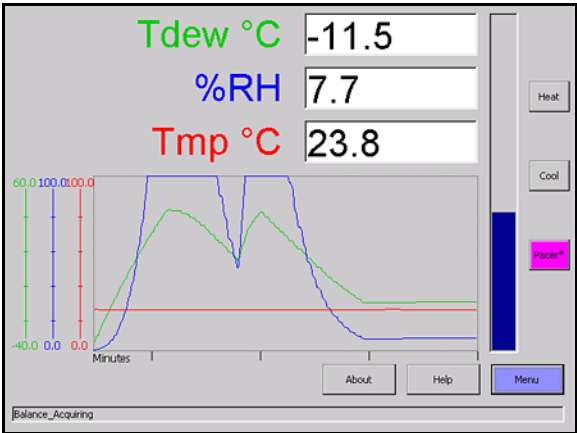 Tdew °C -11.5
%RH 7.7
Tmp °C 23.8
Heat
Cool
Pacer*
60.0 100.0 100.0
-40.0 0.0 0.0
Minutes
About Help Menu
Balance_Acquiring